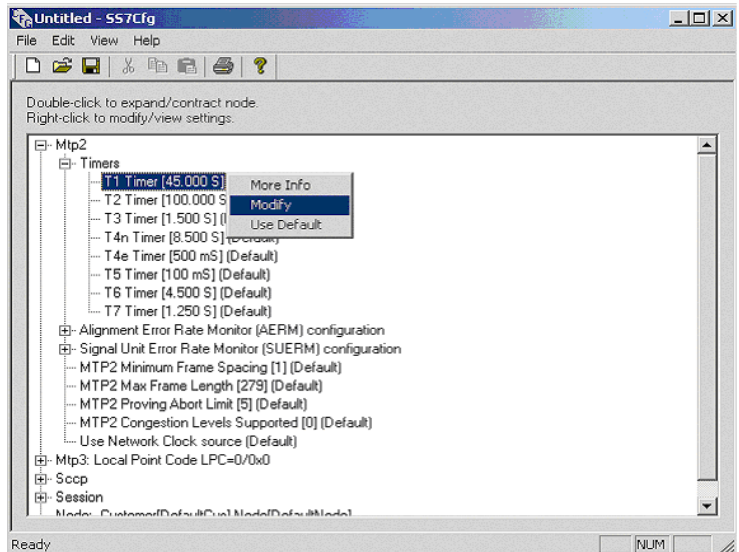 Untitled - SS7Cfg
File Edit View Help
Double-click to expand/contract node.
Right-click to modify/view settings.
Mtp2
Timers
T1 Timer [45.000 S]
More Info
T2 Timer [100.000 S
Modify
T3 Timer [1.500 S] (
Use Default
T4n Timer [8.500 S] (Default)
T4e Timer [500 mS] (Default)
T5 Timer [100 mS] (Default)
T6 Timer [4.500 S] (Default)
T7 Timer [1.250 S] (Default)
Alignment Error Rate Monitor (AERM) configuration
Signal Unit Error Rate Monitor (SUERM) configuration
MTP2 Minimum Frame Spacing [1] (Default)
MTP2 Max Frame Length [279] (Default)
MTP2 Proving Abort Limit [5] (Default)
MTP2 Congestion Levels Supported [0] (Default)
Use Network Clock source (Default)
Mtp3: Local Point Code LPC=0/0x0
Sccp
Session
Node: Customer[DefaultCus] Node[DefaultNode]
Ready
NUM